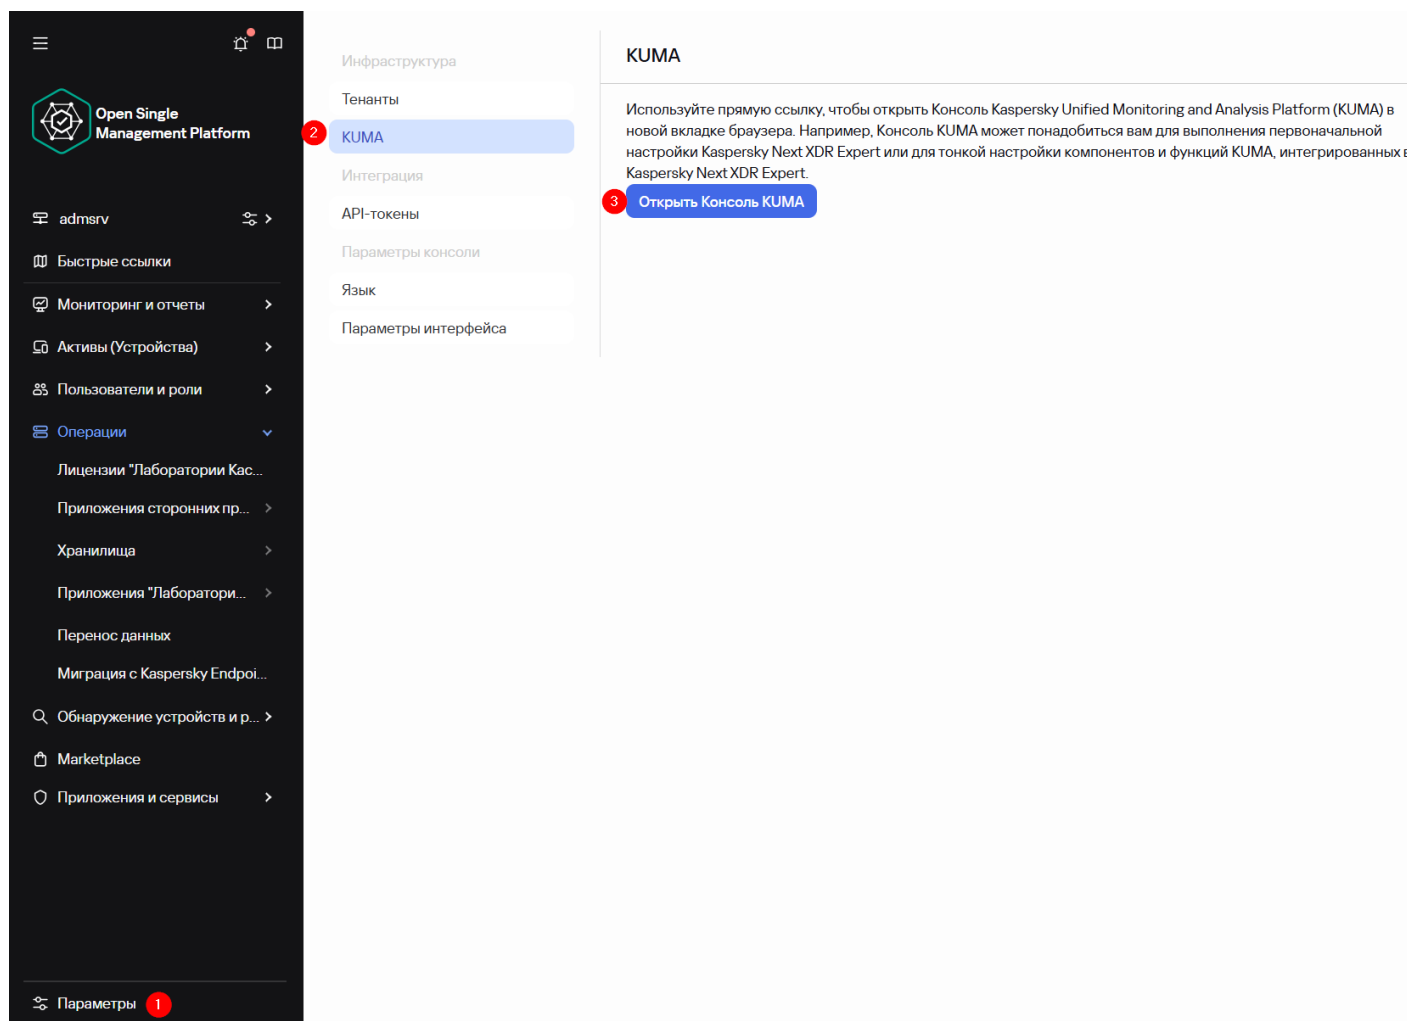 Open Single
Management Platform
admsrv
Быстрые ссылки
Мониторинг и отчеты
Активы (Устройства)
Пользователи и роли
Операции
Лицензии "Лаборатории Кас...
Приложения сторонних пр...
Хранилища
Приложения "Лаборатори...
Перенос данных
Миграция с Kaspersky Endpoi...
Обнаружение устройств и р...
Marketplace
Приложения и сервисы
Параметры 1
Инфраструктура
Тенанты
2 KUMA
Интеграция
API-токены
Параметры консоли
Язык
Параметры интерфейса
KUMA
Используйте прямую ссылку, чтобы открыть Консоль Kaspersky Unified Monitoring and Analysis Platform (KUMA) в
новой вкладке браузера. Например, Консоль KUMA может понадобиться вам для выполнения первоначальной
настройки Kaspersky Next XDR Expert или для тонкой настройки компонентов и функций KUMA, интегрированных в
Kaspersky Next XDR Expert.
3 Открыть Консоль KUMA